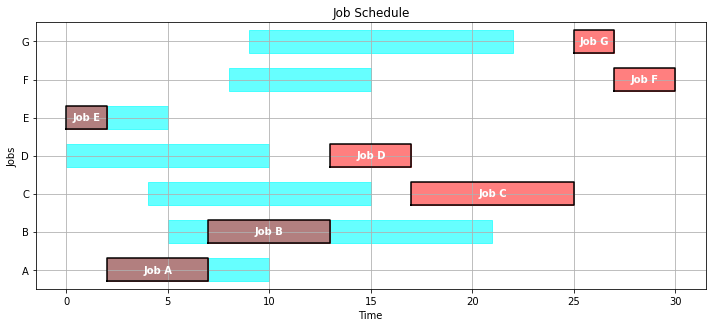 Job Schedule
G
Job G
F
Job F
E
Job E
D
Job D
C
Job C
B
Job B
A
Job A
Jobs
0 5 10 15 20 25 30
Time